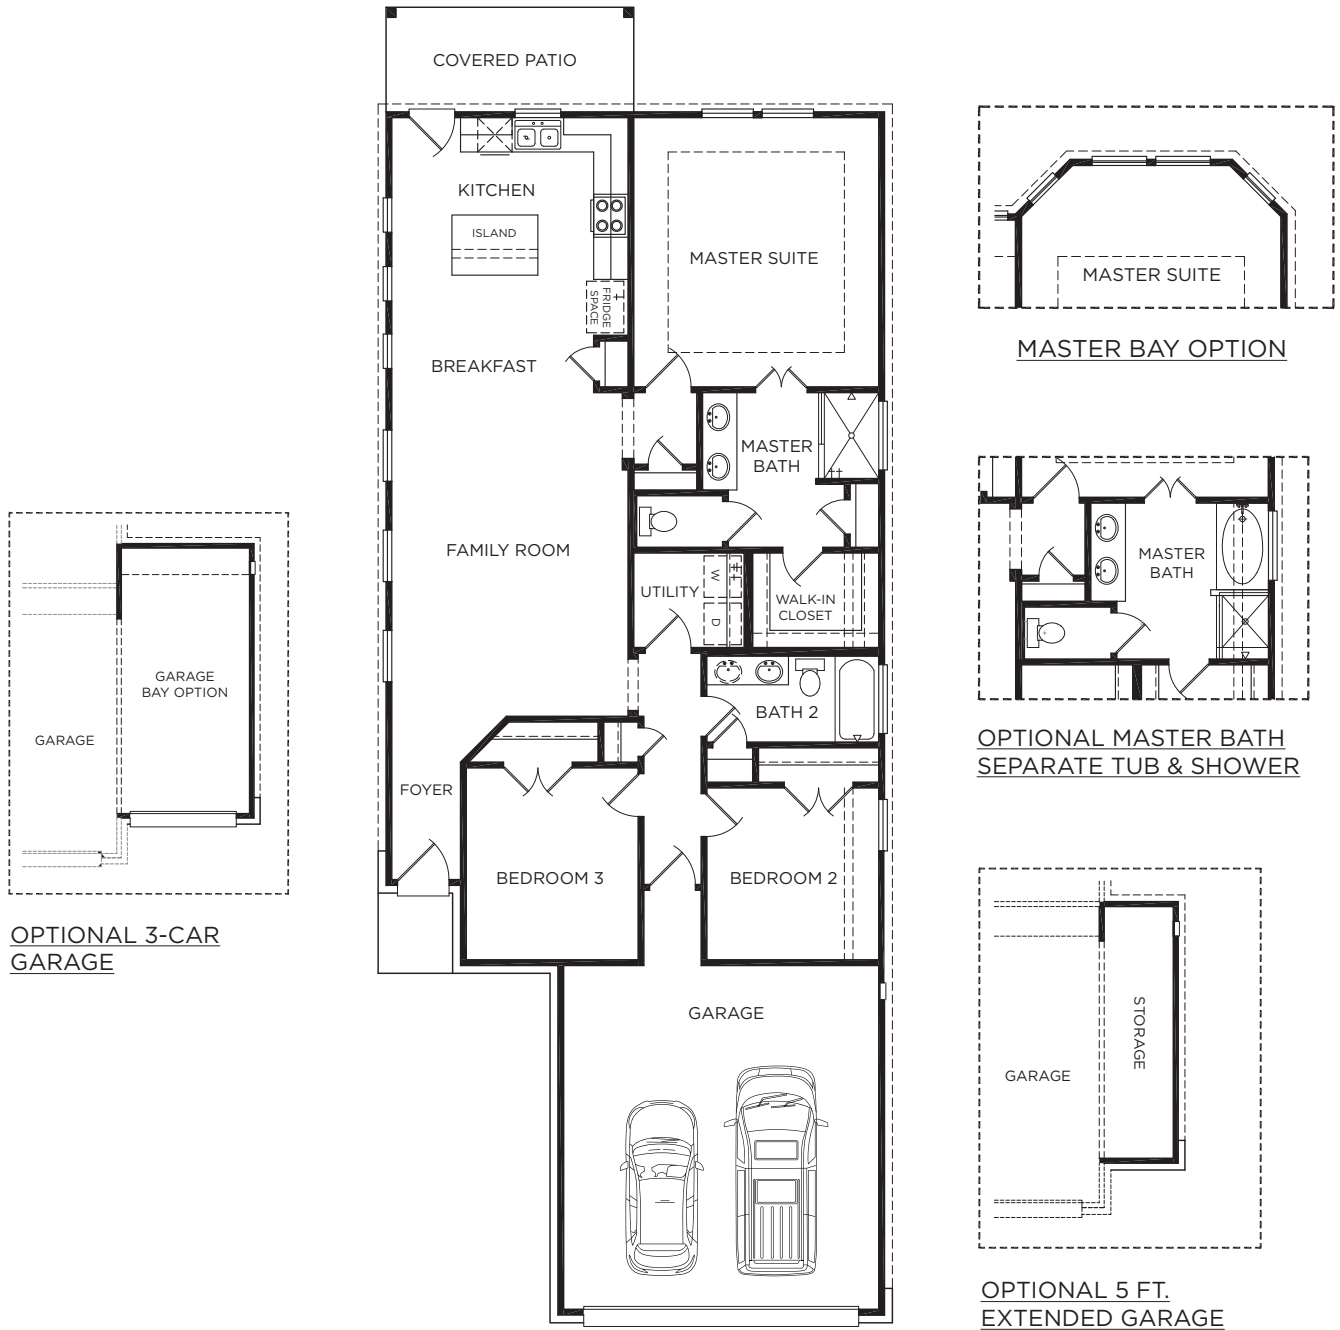 COVERED PATIO
KITCHEN
ISLAND
FRIDGE
SPACE
MASTER SUITE
BREAKFAST
MASTER
BATH
FAMILY ROOM
UTILITY
W
D
WALK-IN
CLOSET
BATH 2
FOYER
BEDROOM 3
BEDROOM 2
GARAGE
GARAGE
BAY OPTION
GARAGE
OPTIONAL 3-CAR
GARAGE
MASTER SUITE
MASTER BAY OPTION
MASTER
BATH
OPTIONAL MASTER BATH
SEPARATE TUB & SHOWER
STORAGE
GARAGE
OPTIONAL 5 FT.
EXTENDED GARAGE